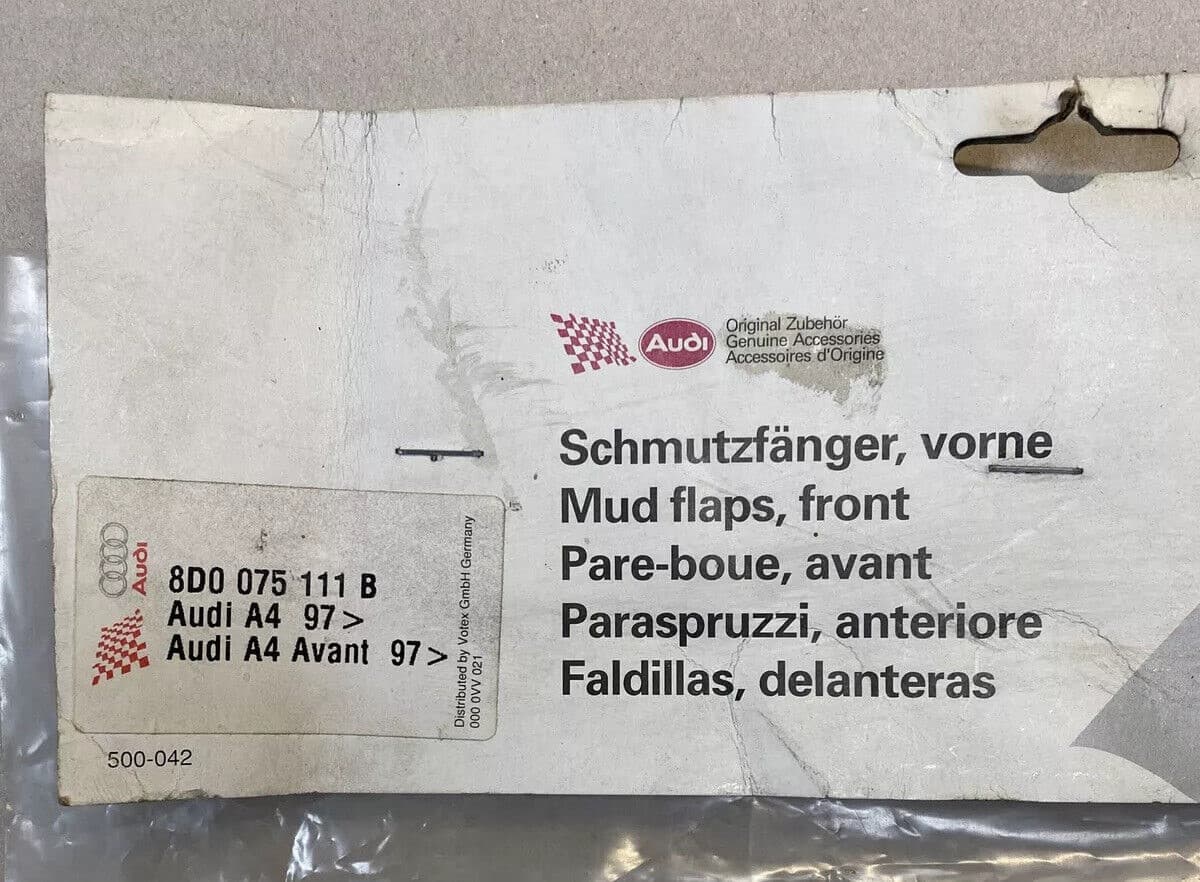 Audi
Original Zubehör
Genuine Accessories
Accessoires d'Origine
Schmutzfänger, vorne
Mud flaps, front
Pare-boue, avant
Paraspruzzi, anteriore
Faldillas, delanteras
Audi
8D0 075 111 B
Audi A4 97>
Audi A4 Avant 97>
Distributed by Votex GmbH Germany
000 0VV 021
500-042